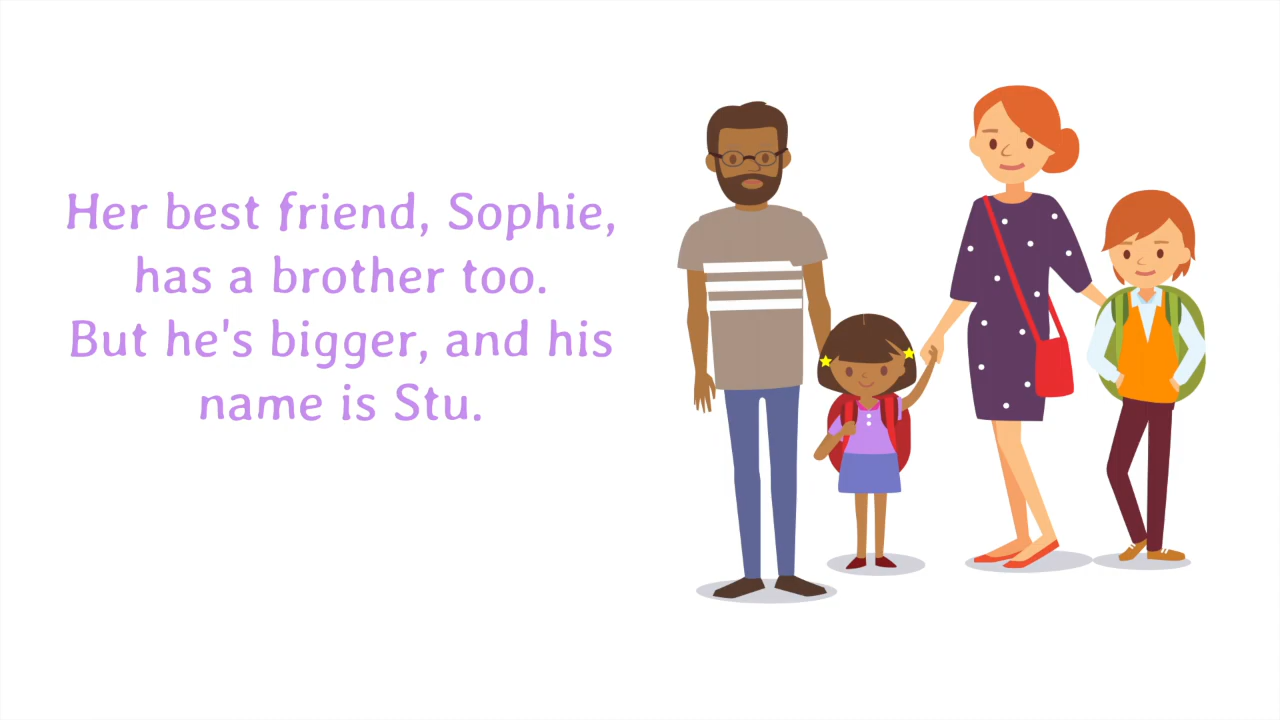 Her best friend, Sophie,
has a brother too.
But he's bigger, and his
name is Stu.